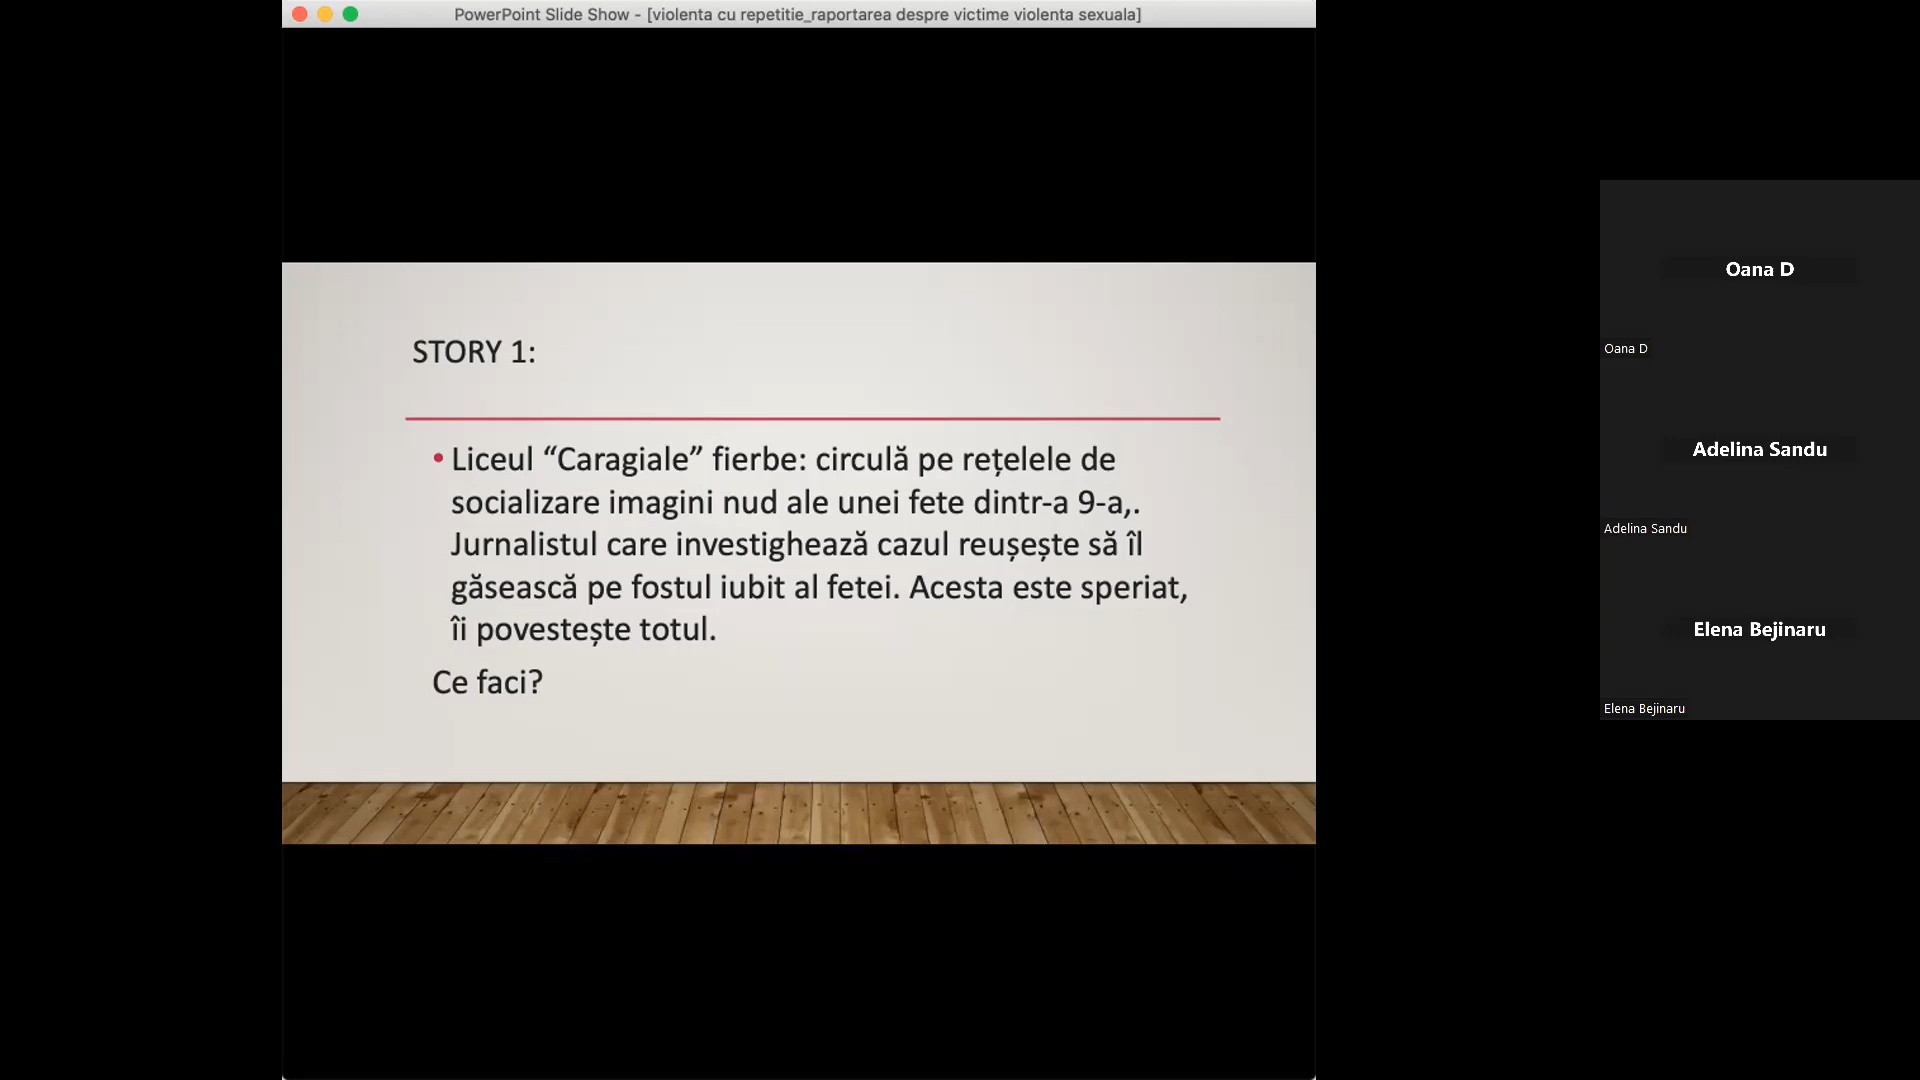 PowerPoint Slide Show - [violenta cu repetitie_raportarea despre victime violenta sexuala]
STORY 1:
• Liceul “Caragiale” fierbe: circulă pe rețelele de
socializare imagini nud ale unei fete dintr-a 9-a,.
Jurnalistul care investighează cazul reușește să îl
găsească pe fostul iubit al fetei. Acesta este speriat,
îi povestește totul.
Ce faci?
Oana D
Oana D
Adelina Sandu
Adelina Sandu
Elena Bejinaru
Elena Bejinaru